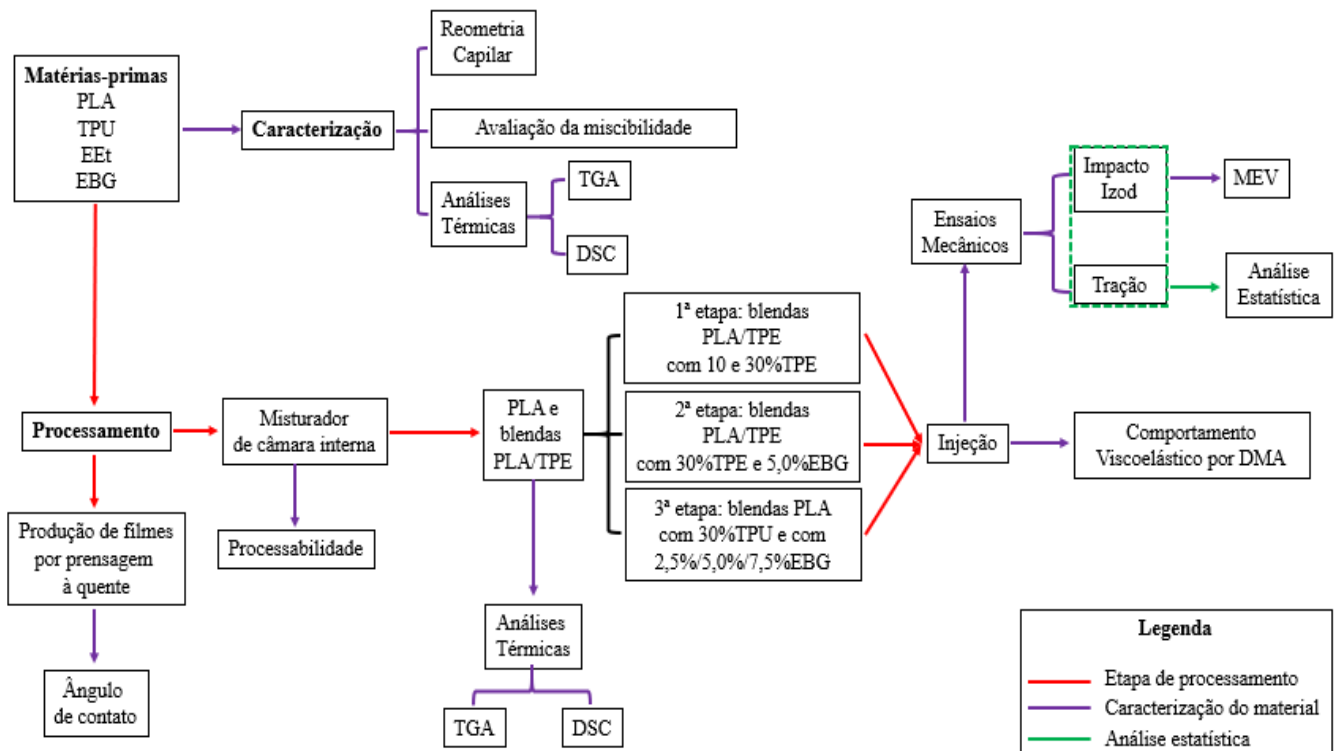 Matérias-primas
PLA
TPU
EEt
EBG
Caracterização
Reometria
Capilar
Avaliação da miscibilidade
Análises
Térmicas
TGA
DSC
Processamento
Misturador
de câmara interna
Processabilidade
Produção de filmes
por prensagem
à quente
Ângulo
de contato
PLA e
blendas
PLA/TPE
Análises
Térmicas
TGA
DSC
1ª etapa: blendas
PLA/TPE
com 10 e 30%TPE
2ª etapa: blendas
PLA/TPE
com 30%TPE e 5,0%EBG
3ª etapa: blendas PLA
com 30%TPU e com
2,5%/5,0%/7,5%EBG
Injeção
Ensaios
Mecânicos
Impacto
Izod
MEV
Tração
Análise
Estatística
Comportamento
Viscoelástico por DMA
Legenda
Etapa de processamento
Caracterização do material
Análise estatística